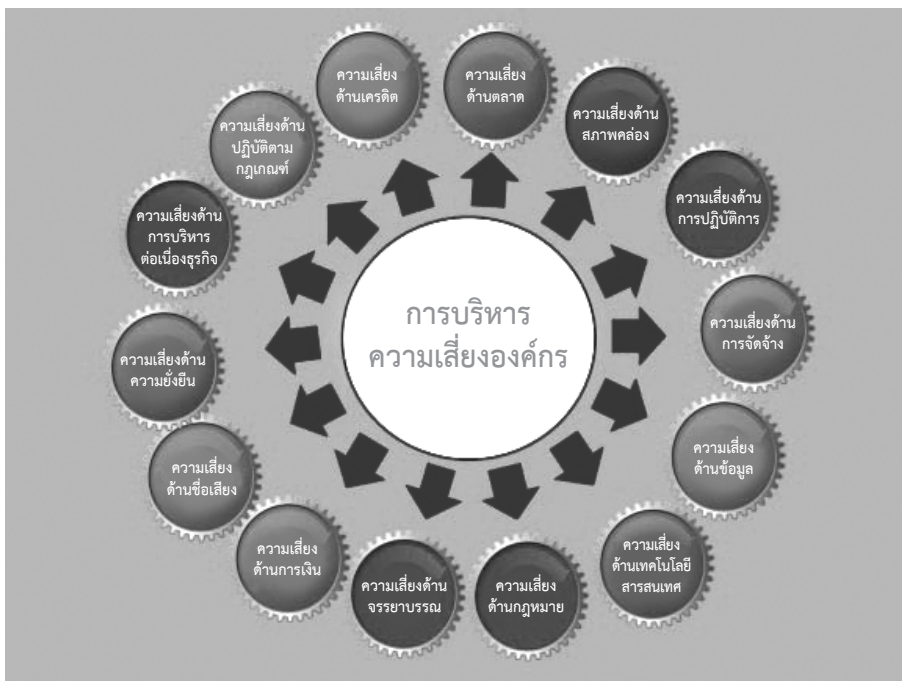 การบริหาร
ความเสี่ยงองค์กร
ความเสี่ยง
ด้านเครดิต
ความเสี่ยง
ด้านตลาด
ความเสี่ยงด้าน
สภาพคล่อง
ความเสี่ยงด้าน
การปฏิบัติการ
ความเสี่ยงด้าน
การจัดจ้าง
ความเสี่ยง
ด้านข้อมูล
ความเสี่ยง
ด้านเทคโนโลยี
สารสนเทศ
ความเสี่ยง
ด้านกฎหมาย
ความเสี่ยงด้าน
จรรยาบรรณ
ความเสี่ยง
ด้านการเงิน
ความเสี่ยง
ด้านชื่อเสียง
ความเสี่ยงด้าน
ความยั่งยืน
ความเสี่ยงด้าน
การบริหาร
ต่อเนื่องธุรกิจ
ความเสี่ยงด้าน
ปฏิบัติตาม
กฎเกณฑ์